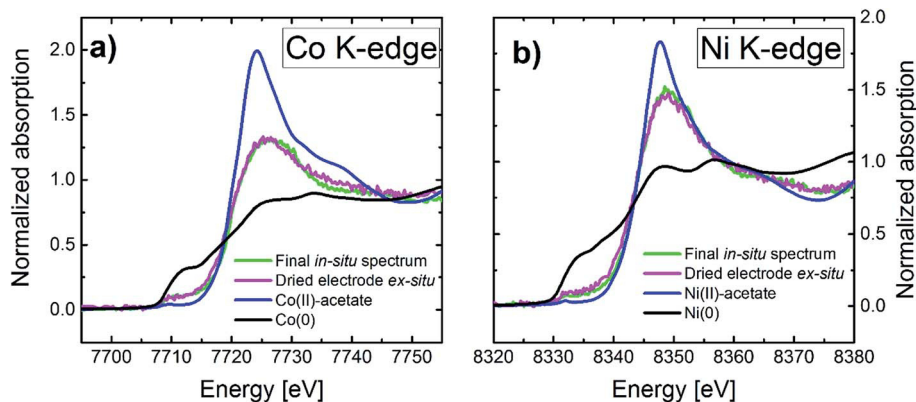 a)
Co K-edge
Normalized absorption
2.0
1.5
1.0
0.5
0.0
Final in-situ spectrum
Dried electrode ex-situ
Co(II)-acetate
Co(0)
7700 7710 7720 7730 7740 7750
Energy [eV]
b)
Ni K-edge
2.0
1.5
1.0
0.5
0.0
Normalized absorption
Final in-situ spectrum
Dried electrode ex-situ
Ni(II)-acetate
Ni(0)
8320 8330 8340 8350 8360 8370 8380
Energy [eV]